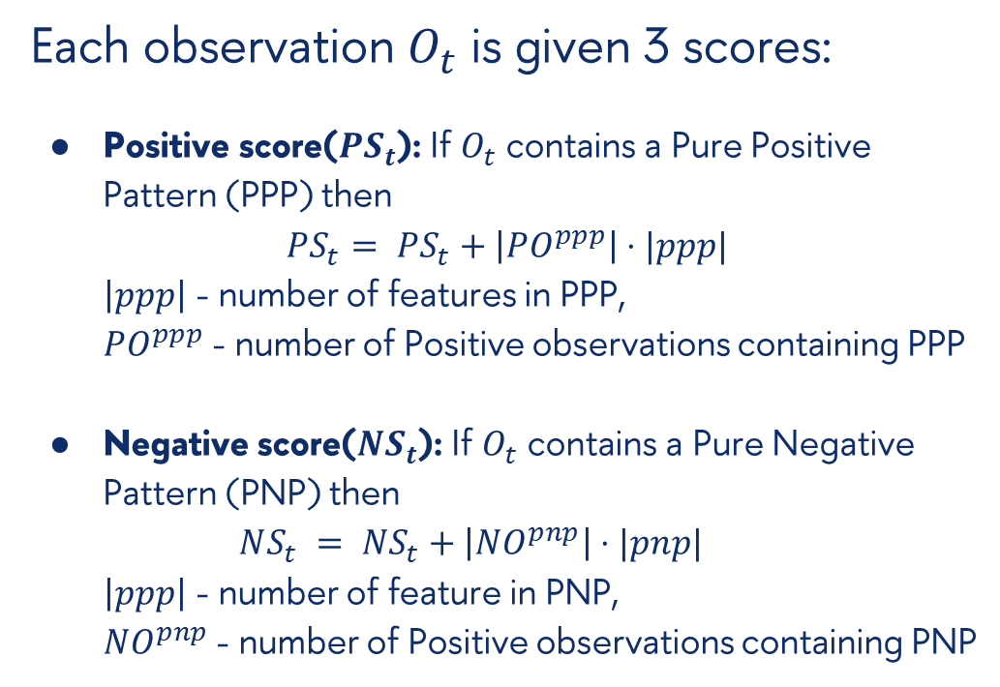 Each observation $O_t$ is given 3 scores:
● Positive score($PS_t$): If $O_t$ contains a Pure Positive
Pattern (PPP) then
$PS_t = PS_t + |PO^{ppp}| \cdot |ppp|$
$|ppp|$ - number of features in PPP,
$PO^{ppp}$ - number of Positive observations containing PPP
● Negative score($NS_t$): If $O_t$ contains a Pure Negative
Pattern (PNP) then
$NS_t = NS_t + |NO^{pnp}| \cdot |pnp|$
$|ppp|$ - number of feature in PNP,
$NO^{pnp}$ - number of Positive observations containing PNP